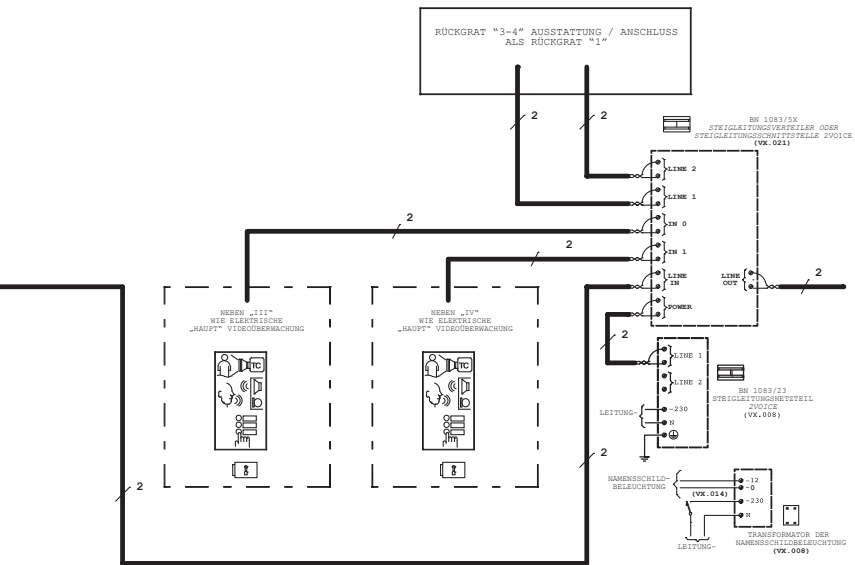 RÜCKGRAT "3-4" AUSSTATTUNG / ANSCHLUSS
ALS RÜCKGRAT "1"
2
2
BN 1083/5X
STEIGLEITUNGSVERTEILER ODER
STEIGLEITUNGSSCHNITTSTELLE 2VOICE
(VX.021)
LINE 2
LINE 1
2
IN 0
2
IN 1
LINE
IN
LINE
OUT
2
POWER
NEBEN „III“
WIE ELEKTRISCHE
„HAUPT“ VIDEOÜBERWACHUNG
TC
NEBEN „IV“
WIE ELEKTRISCHE
„HAUPT“ VIDEOÜBERWACHUNG
TC
2
LINE 1
LINE 2
BN 1083/23
STEIGLEITUNGSNETZTEIL
2VOICE
(VX.008)
LEITUNG-
~230
N
2
2
NAMENSSCHILD-
BELEUCHTUNG
(VX.014)
~12
~0
~230
N
LEITUNG-
TRANSFORMATOR DER
NAMENSSCHILDBELEUCHTUNG
(VX.008)